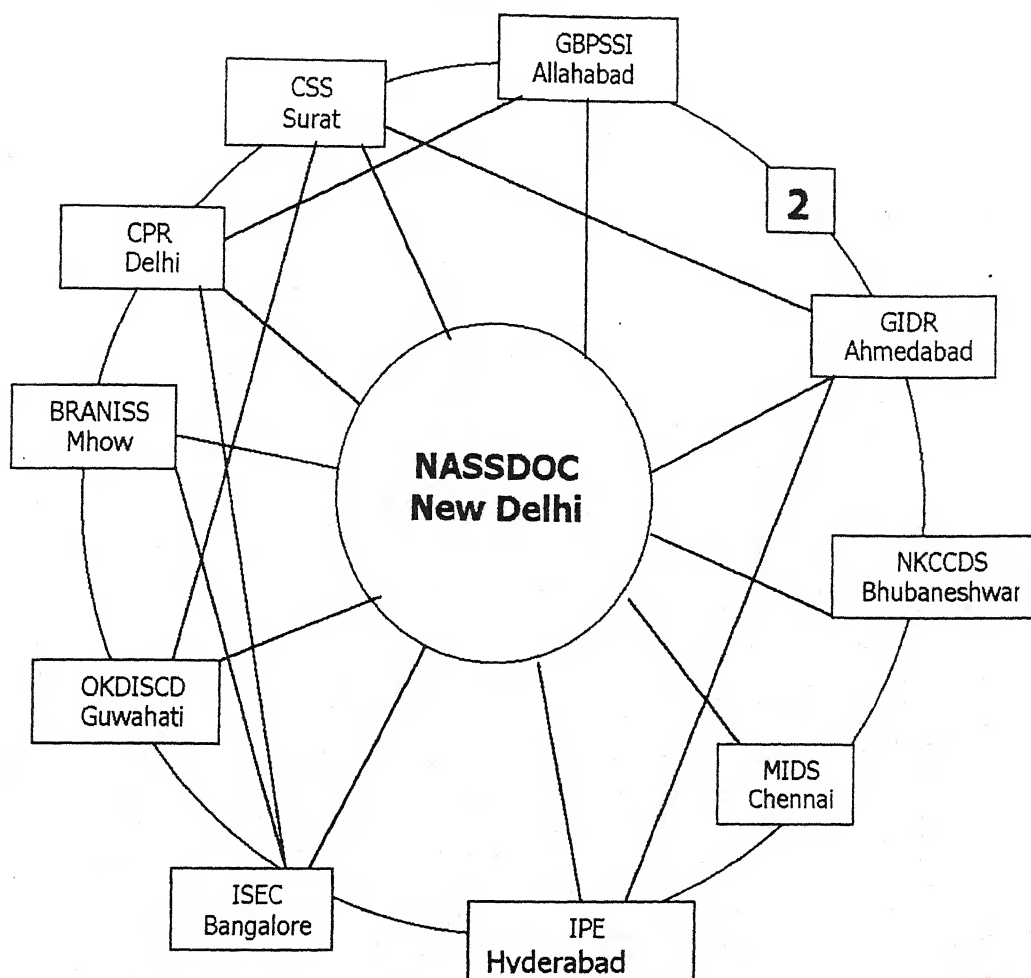 GBPSSI
Allahabad
CSS
Surat
2
CPR
Delhi
GIDR
Ahmedabad
BRANISS
Mhow
NASSDOC
New Delhi
NKCCDS
Bhubaneshwar
OKDISCD
Guwahati
MIDS
Chennai
ISEC
Bangalore
IPE
Hyderabad